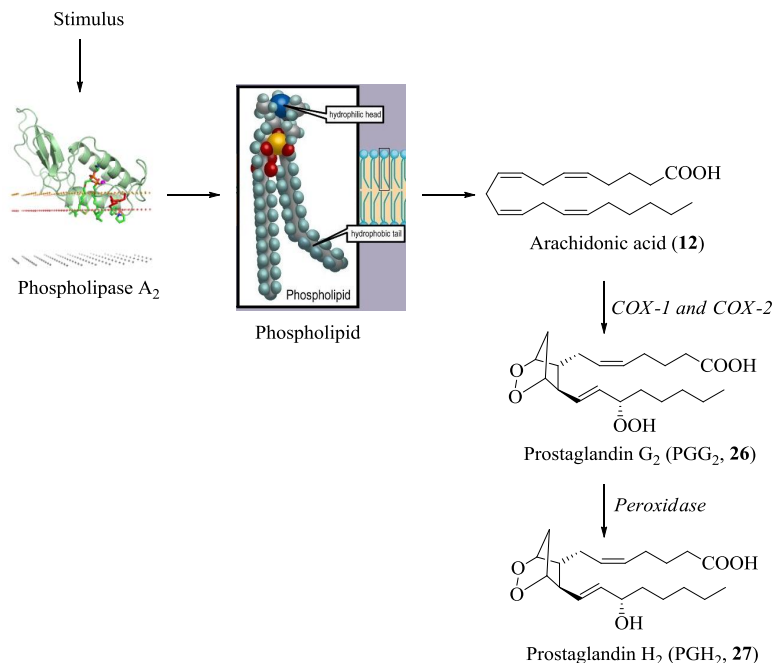 Stimulus
Phospholipase A2
hydrophilic head
hydrophobic tail
Phospholipid
Phospholipid
COOH
Arachidonic acid (12)
COX-1 and COX-2
O
O
COOH
OOH
Prostaglandin G2 (PGG2, 26)
Peroxidase
O
O
COOH
OH
Prostaglandin H2 (PGH2, 27)